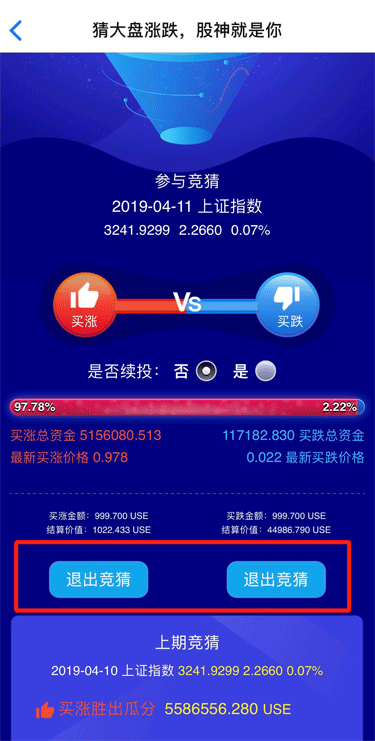 猜大盘涨跌，股神就是你
参与竞猜
2019-04-11 上证指数
3241.9299 2.2660 0.07%
买涨 Vs 买跌
是否续投： 否 是
97.78% 2.22%
买涨总资金 5156080.513 117182.830 买跌总资金
最新买涨价格 0.978 0.022 最新买跌价格
买涨金额：999.700 USE 买跌金额：999.700 USE
结算价值：1022.433 USE 结算价值：44986.790 USE
退出竞猜 退出竞猜
上期竞猜
2019-04-10 上证指数 3241.9299 2.2660 0.07%
买涨胜出瓜分 5586556.280 USE